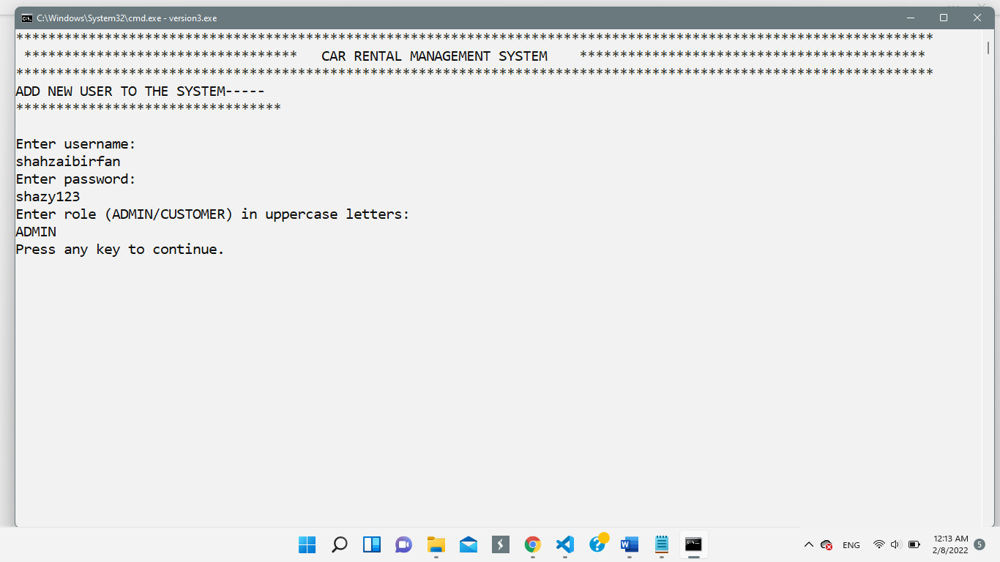 C:\Windows\System32\cmd.exe - version3.exe
******************************************************************************************************************
********************************** CAR RENTAL MANAGEMENT SYSTEM *******************************************
******************************************************************************************************************
ADD NEW USER TO THE SYSTEM-----
*********************************
Enter username:
shahzaibirfan
Enter password:
shazy123
Enter role (ADMIN/CUSTOMER) in uppercase letters:
ADMIN
Press any key to continue.
ENG
12:13 AM
2/8/2022
5